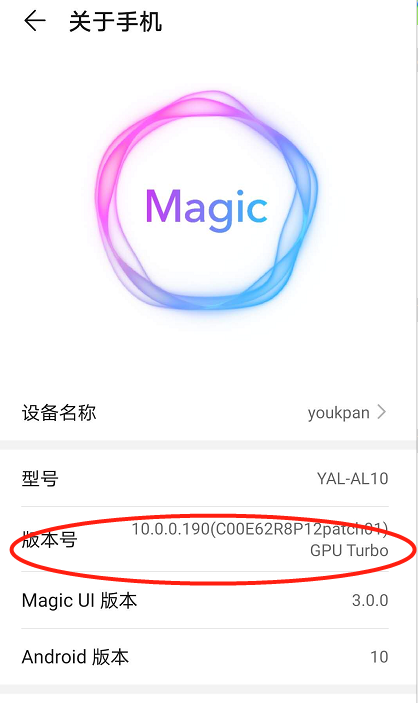 关于手机
Magic
设备名称 youkpan
型号 YAL-AL10
版本号 10.0.0.190(C00E62R8P12patch01)
GPU Turbo
Magic UI 版本 3.0.0
Android 版本 10